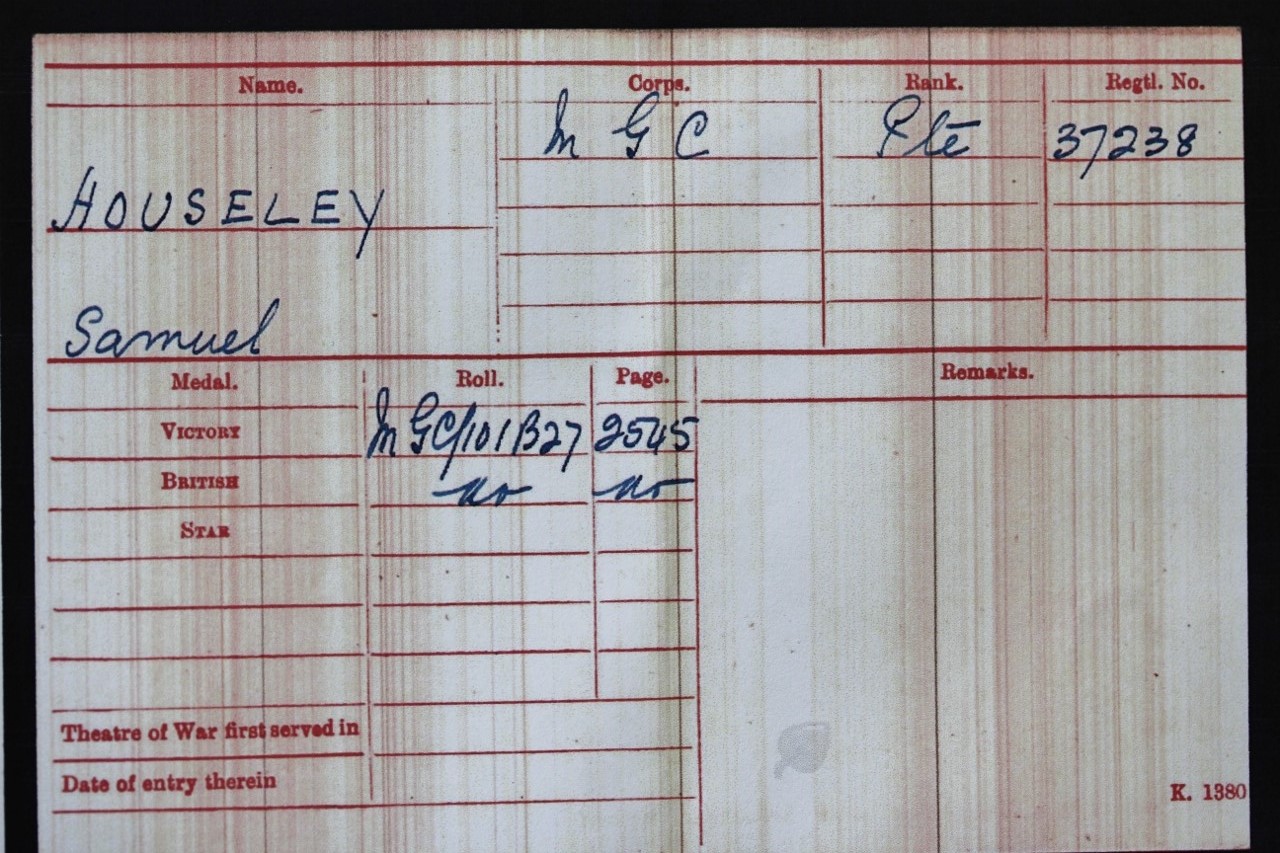 Name. Corps. Rank. Regtl. No.
M G C Pte 37238
HOUSELEY
Samuel
Medal. Roll. Page. Remarks.
VICTORY MGC/101B27 2545
BRITISH do do
STAR
Theatre of War first served in
Date of entry therein
K. 1380